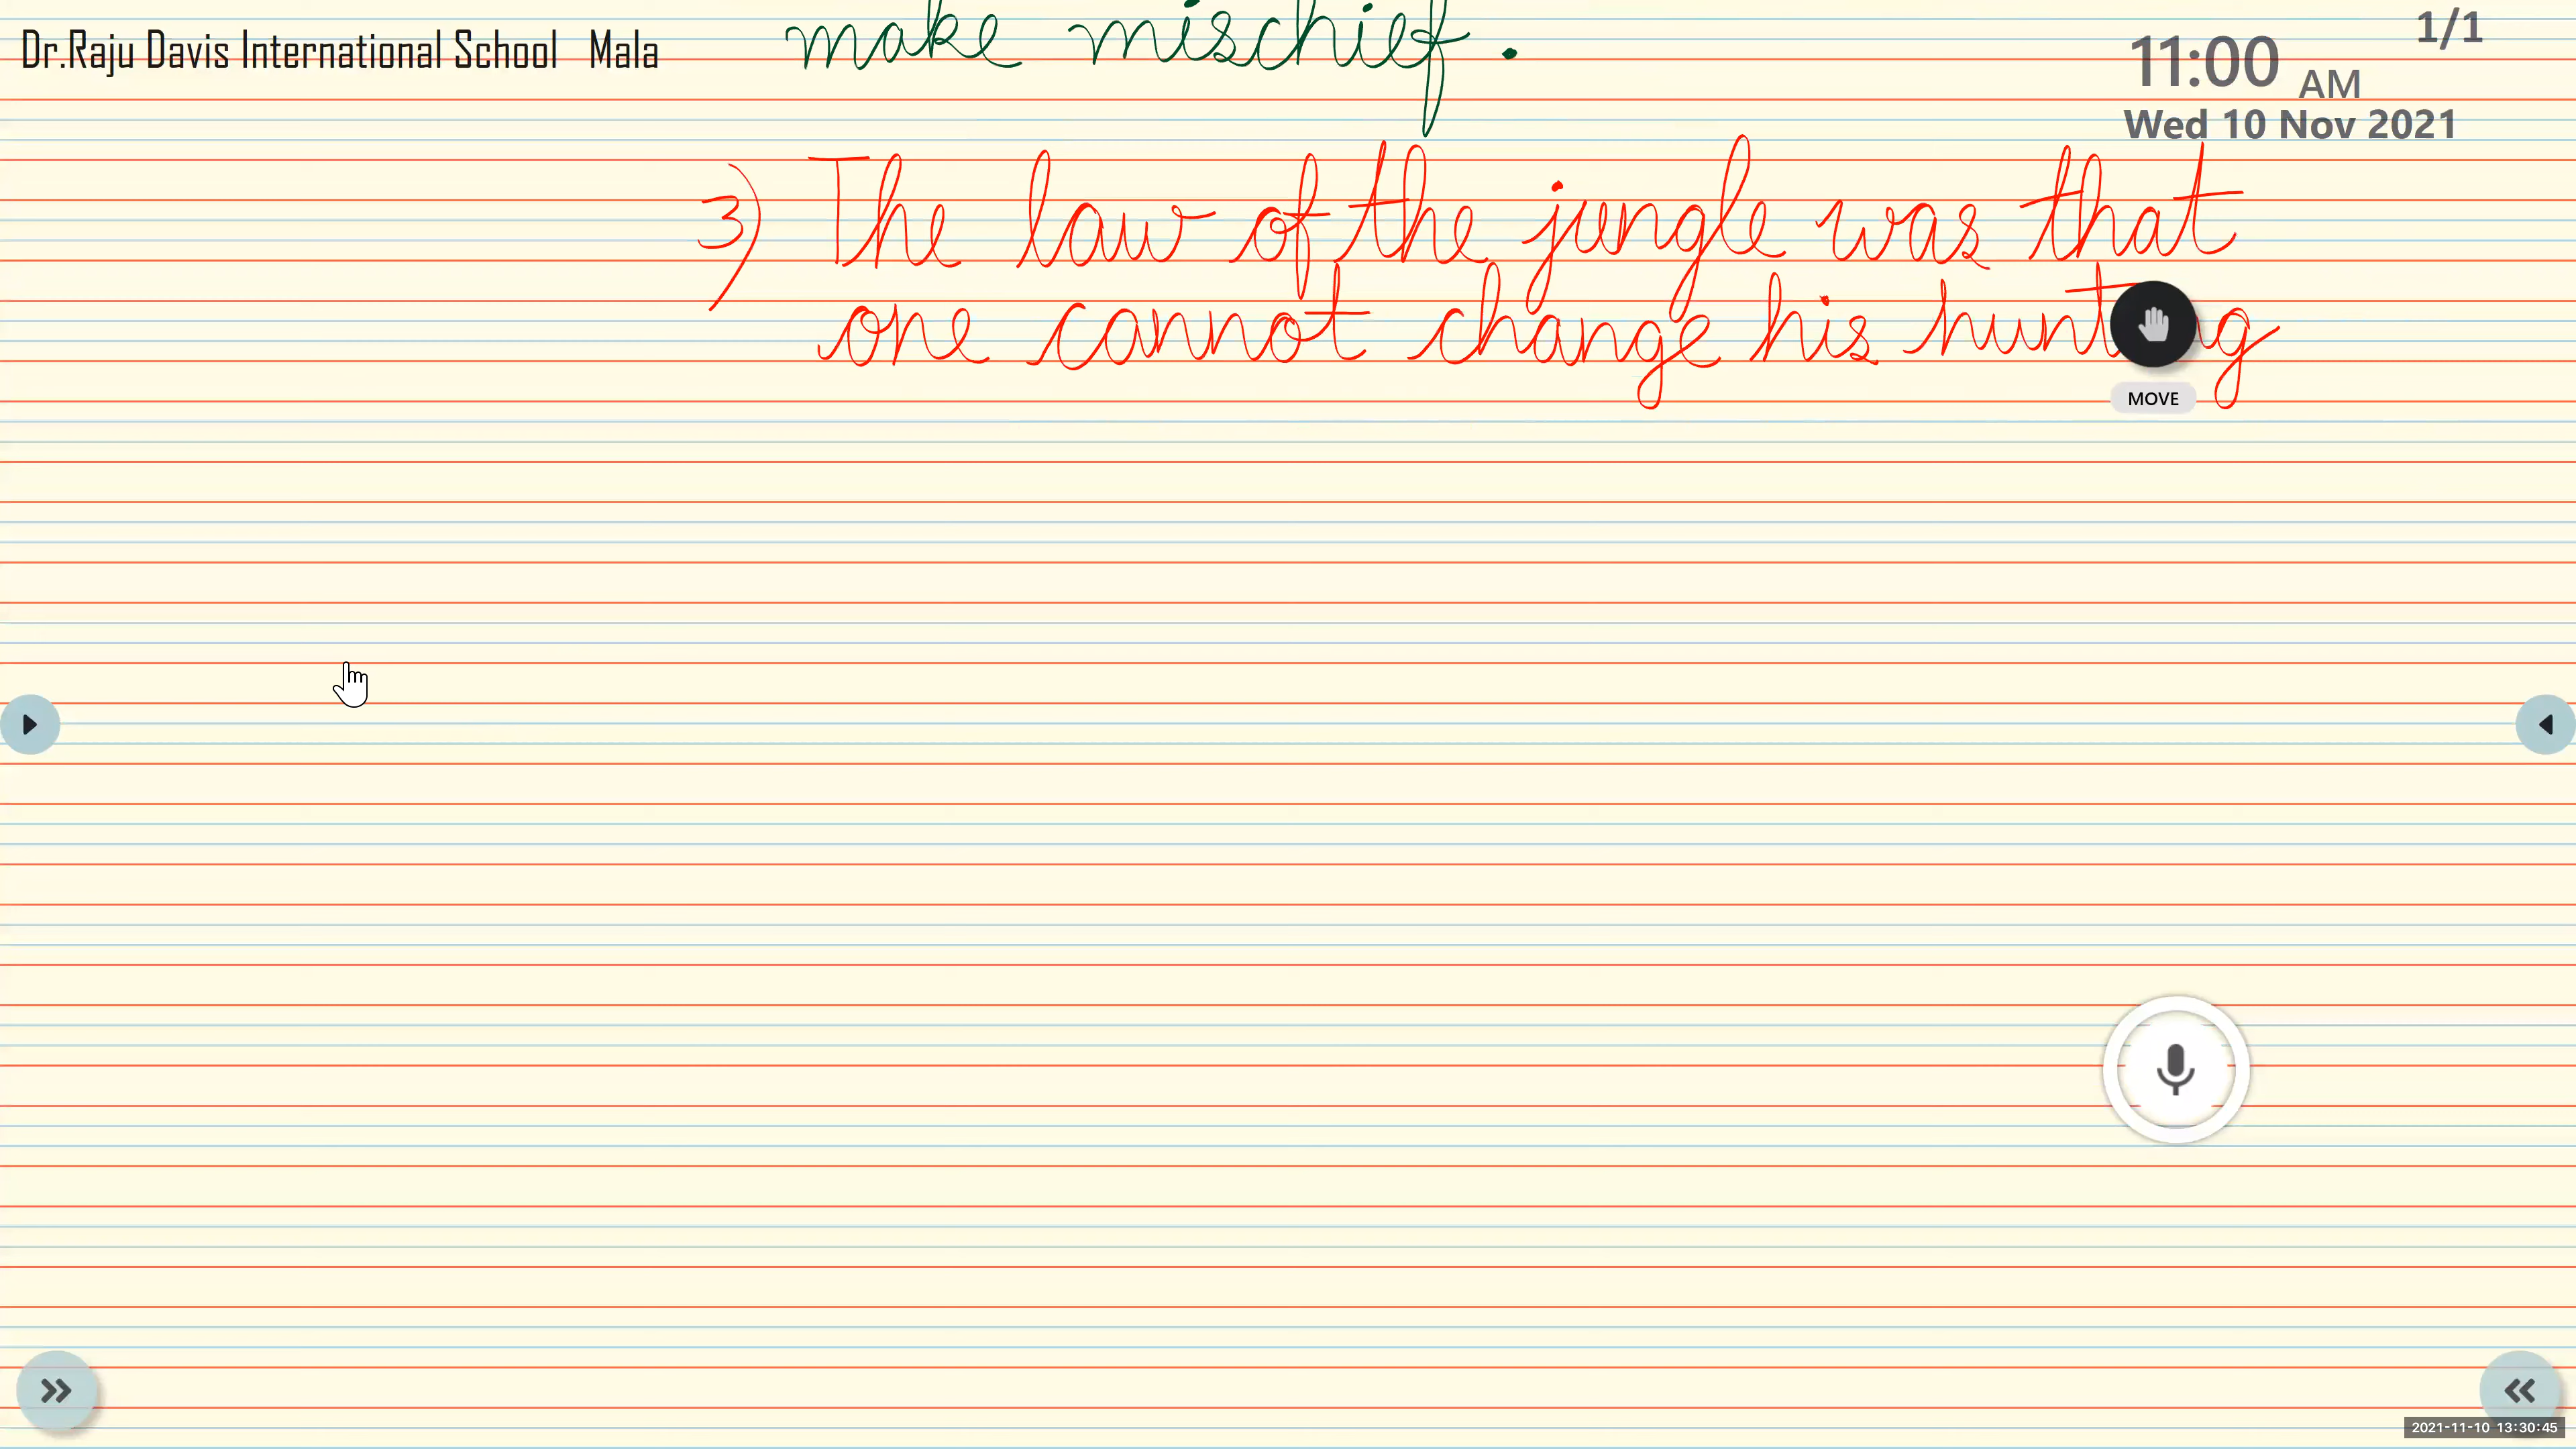 make mischief.
Dr.Raju Davis International School Mala
1/1
11:00 AM
Wed 10 Nov 2021
3) The law of the jungle was that
one cannot change his hunting
MOVE
2021-11-10 13:30:45